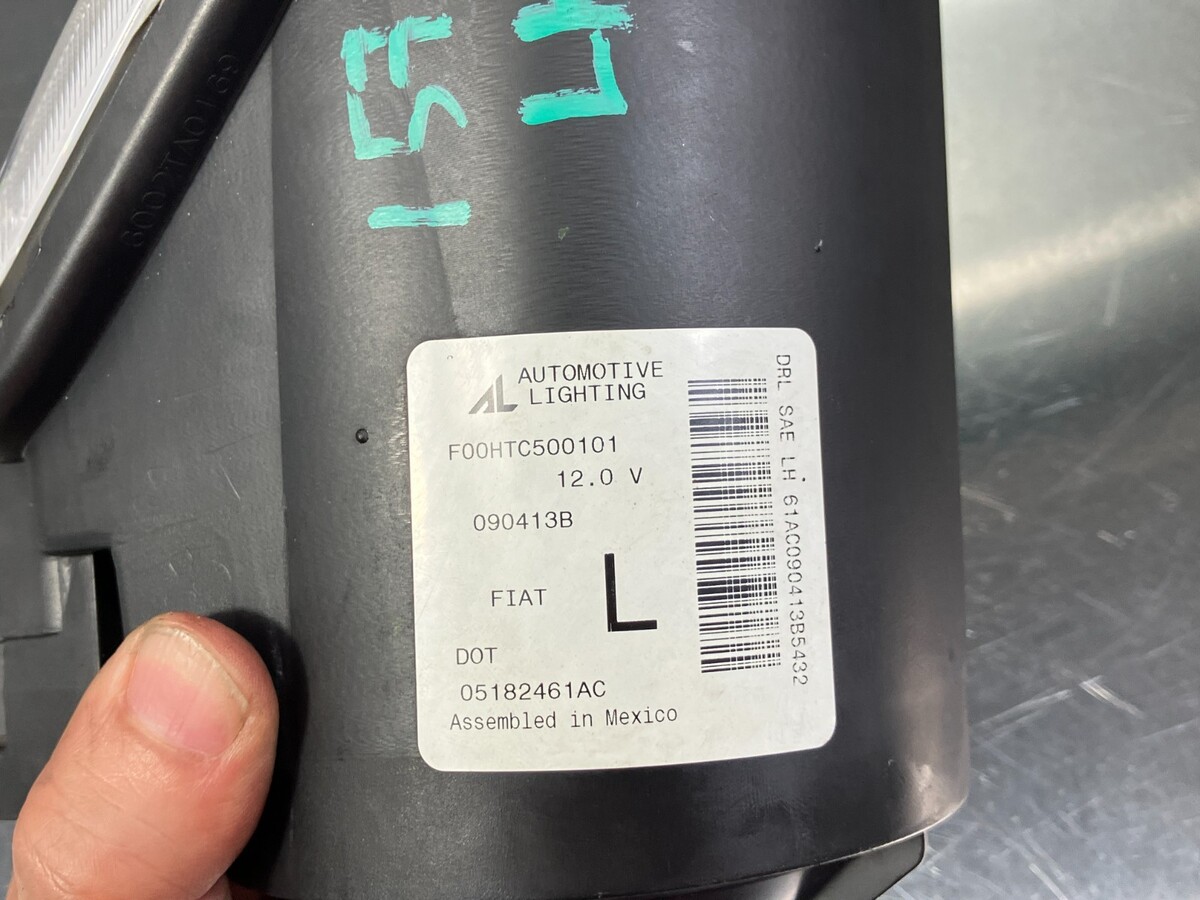 AUTOMOTIVE
LIGHTING
F00HTC500101
12.0 V
090413B
FIAT
L
DOT
05182461AC
Assembled in Mexico
DRL SAE LH 61AC090413B5432